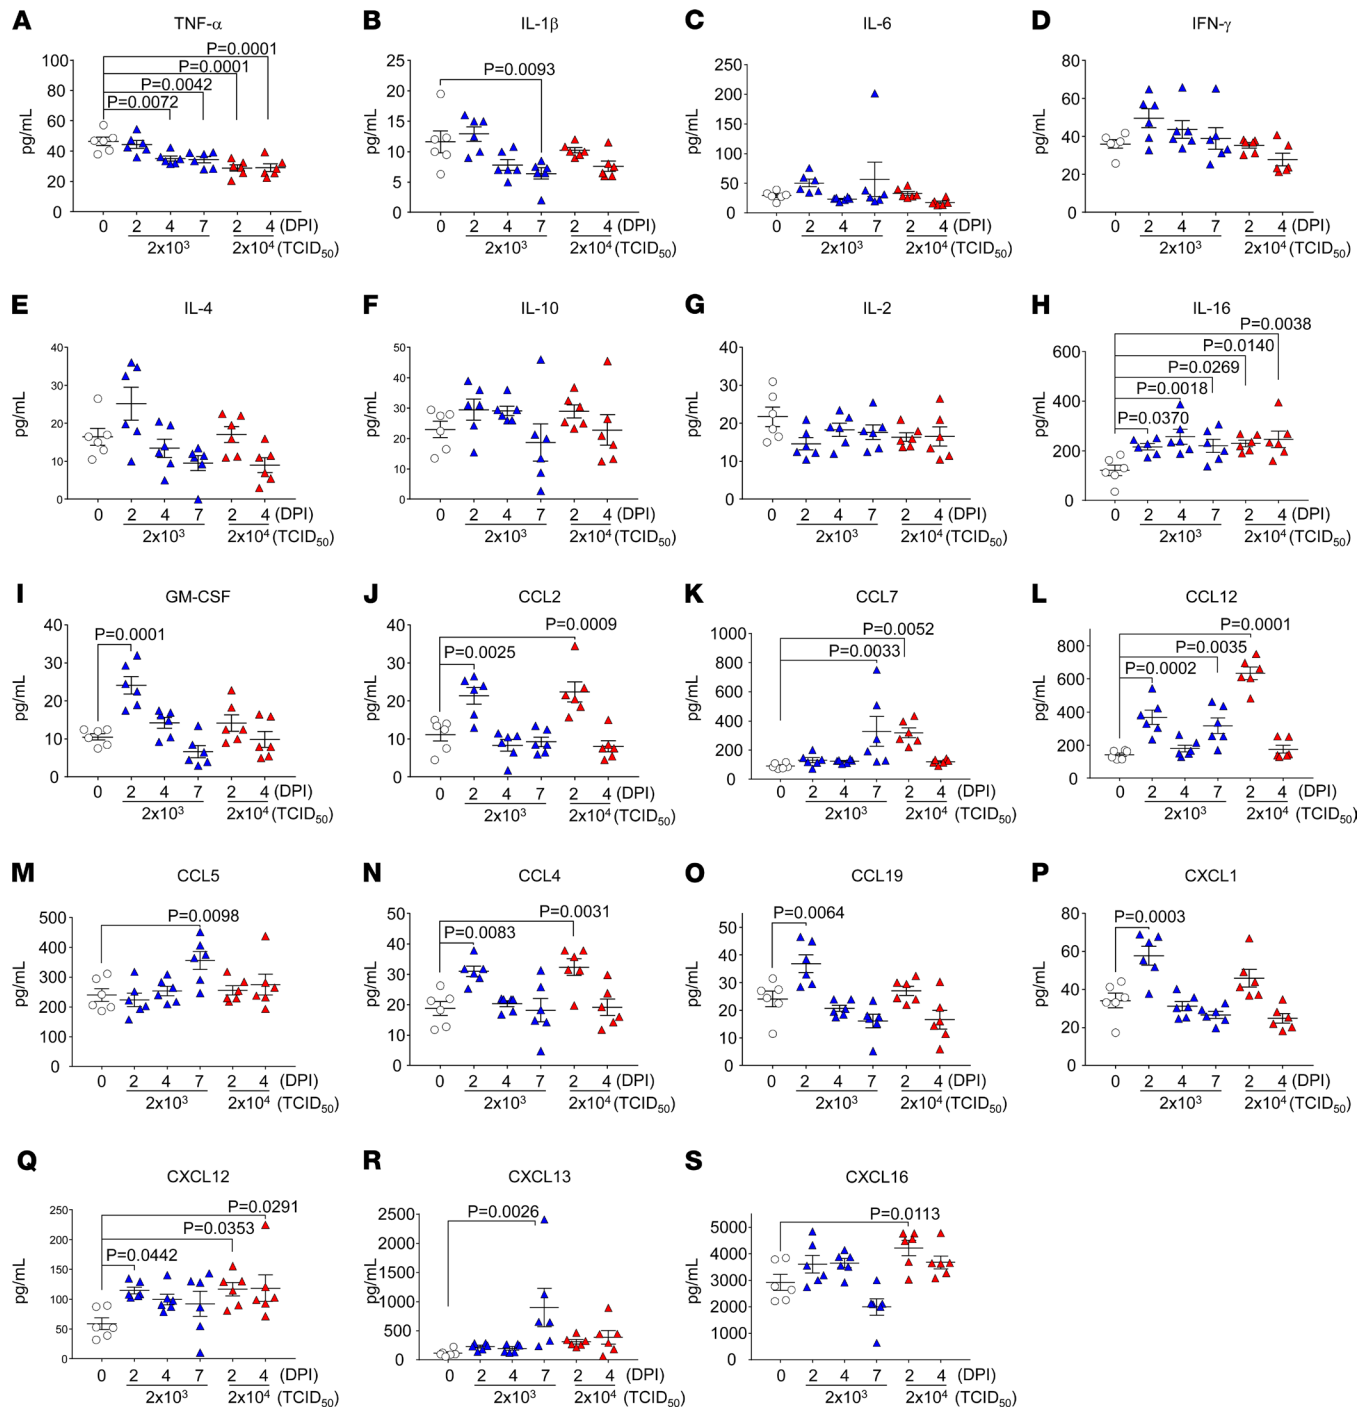 A TNF-α
P=0.0001
P=0.0001
P=0.0042
P=0.0072
pg/mL
100
80
60
40
20
0
0 2 4 7 2 4 (DPI)
2x10³ 2x10⁴ (TCID₅₀)
B IL-1β
P=0.0093
pg/mL
25
20
15
10
5
0
0 2 4 7 2 4 (DPI)
2x10³ 2x10⁴ (TCID₅₀)
C IL-6
pg/mL
250
200
150
100
50
0
0 2 4 7 2 4 (DPI)
2x10³ 2x10⁴ (TCID₅₀)
D IFN-γ
pg/mL
80
60
40
20
0
0 2 4 7 2 4 (DPI)
2x10³ 2x10⁴ (TCID₅₀)
E IL-4
pg/mL
40
30
20
10
0
0 2 4 7 2 4 (DPI)
2x10³ 2x10⁴ (TCID₅₀)
F IL-10
pg/mL
50
40
30
20
10
0
0 2 4 7 2 4 (DPI)
2x10³ 2x10⁴ (TCID₅₀)
G IL-2
pg/mL
40
30
20
10
0
0 2 4 7 2 4 (DPI)
2x10³ 2x10⁴ (TCID₅₀)
H IL-16
P=0.0038
P=0.0140
P=0.0269
P=0.0018
P=0.0370
pg/mL
600
400
200
0
0 2 4 7 2 4 (DPI)
2x10³ 2x10⁴ (TCID₅₀)
I GM-CSF
P=0.0001
pg/mL
40
30
20
10
0
0 2 4 7 2 4 (DPI)
2x10³ 2x10⁴ (TCID₅₀)
J CCL2
P=0.0009
P=0.0025
pg/mL
40
30
20
10
0
0 2 4 7 2 4 (DPI)
2x10³ 2x10⁴ (TCID₅₀)
K CCL7
P=0.0052
P=0.0033
pg/mL
1000
800
600
400
200
0
0 2 4 7 2 4 (DPI)
2x10³ 2x10⁴ (TCID₅₀)
L CCL12
P=0.0001
P=0.0035
P=0.0002
pg/mL
800
600
400
200
0
0 2 4 7 2 4 (DPI)
2x10³ 2x10⁴ (TCID₅₀)
M CCL5
P=0.0098
pg/mL
500
400
300
200
100
0
0 2 4 7 2 4 (DPI)
2x10³ 2x10⁴ (TCID₅₀)
N CCL4
P=0.0031
P=0.0083
pg/mL
50
40
30
20
10
0
0 2 4 7 2 4 (DPI)
2x10³ 2x10⁴ (TCID₅₀)
O CCL19
P=0.0064
pg/mL
50
40
30
20
10
0
0 2 4 7 2 4 (DPI)
2x10³ 2x10⁴ (TCID₅₀)
P CXCL1
P=0.0003
pg/mL
80
60
40
20
0
0 2 4 7 2 4 (DPI)
2x10³ 2x10⁴ (TCID₅₀)
Q CXCL12
P=0.0291
P=0.0353
P=0.0442
pg/mL
250
200
150
100
50
0
0 2 4 7 2 4 (DPI)
2x10³ 2x10⁴ (TCID₅₀)
R CXCL13
P=0.0026
pg/mL
2500
2000
1500
1000
500
0
0 2 4 7 2 4 (DPI)
2x10³ 2x10⁴ (TCID₅₀)
S CXCL16
P=0.0113
pg/mL
5000
4000
3000
2000
1000
0
0 2 4 7 2 4 (DPI)
2x10³ 2x10⁴ (TCID₅₀)